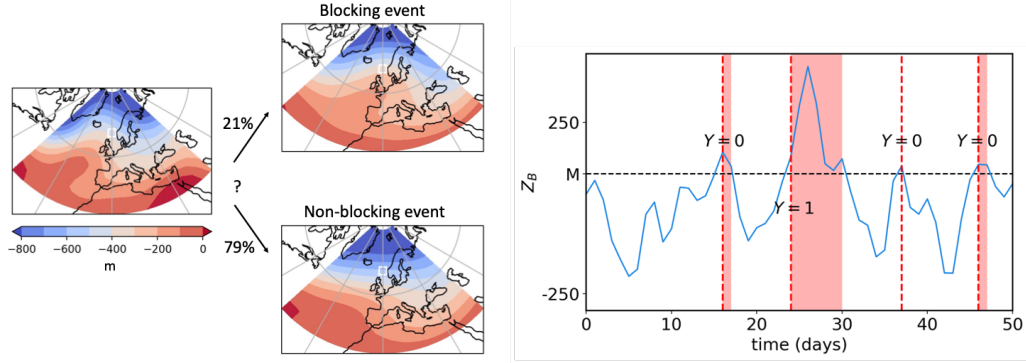 Blocking event
21%
?
79%
Non-blocking event
−800 −600 −400 −200 0
m
Z_B
250
M
-250
Y = 0
Y = 1
Y = 0
Y = 0
0 10 20 30 40 50
time (days)